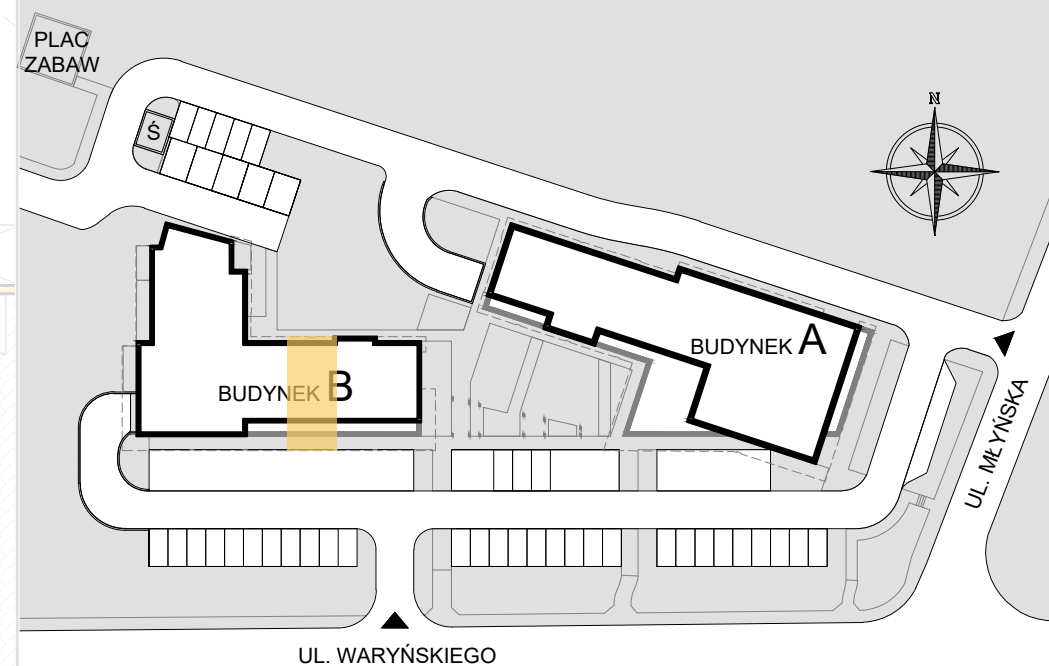 PLAC
ZABAW
Ś
N
BUDYNEK A
BUDYNEK B
UL. MŁYŃSKA
UL. WARYŃSKIEGO